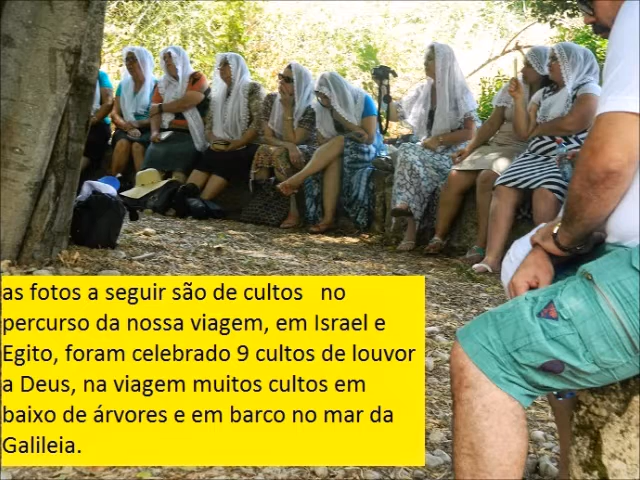 as fotos a seguir são de cultos no
percurso da nossa viagem, em Israel e
Egito, foram celebrado 9 cultos de louvor
a Deus, na viagem muitos cultos em
baixo de árvores e em barco no mar da
Galileia.